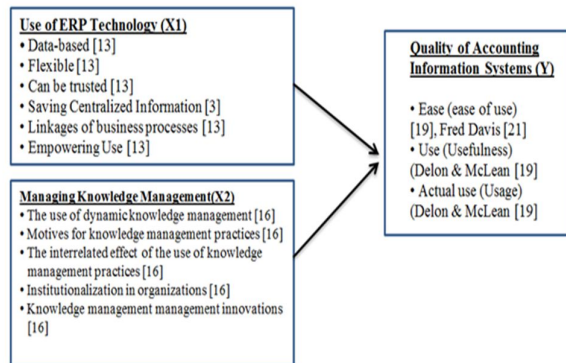 Use of ERP Technology (X1)
• Data-based [13]
• Flexible [13]
• Can be trusted [13]
• Saving Centralized Information [3]
• Linkages of business processes [13]
• Empowering Use [13]
Managing Knowledge Management(X2)
• The use of dynamic knowledge management [16]
• Motives for knowledge management practices [16]
• The interrelated effect of the use of knowledge
management practices [16]
• Institutionalization in organizations [16]
• Knowledge management management innovations
[16]
Quality of Accounting
Information Systems (Y)
• Ease (ease of use)
[19], Fred Davis [21]
• Use (Usefulness)
(Delon & McLean [19]
• Actual use (Usage)
(Delon & McLean [19]